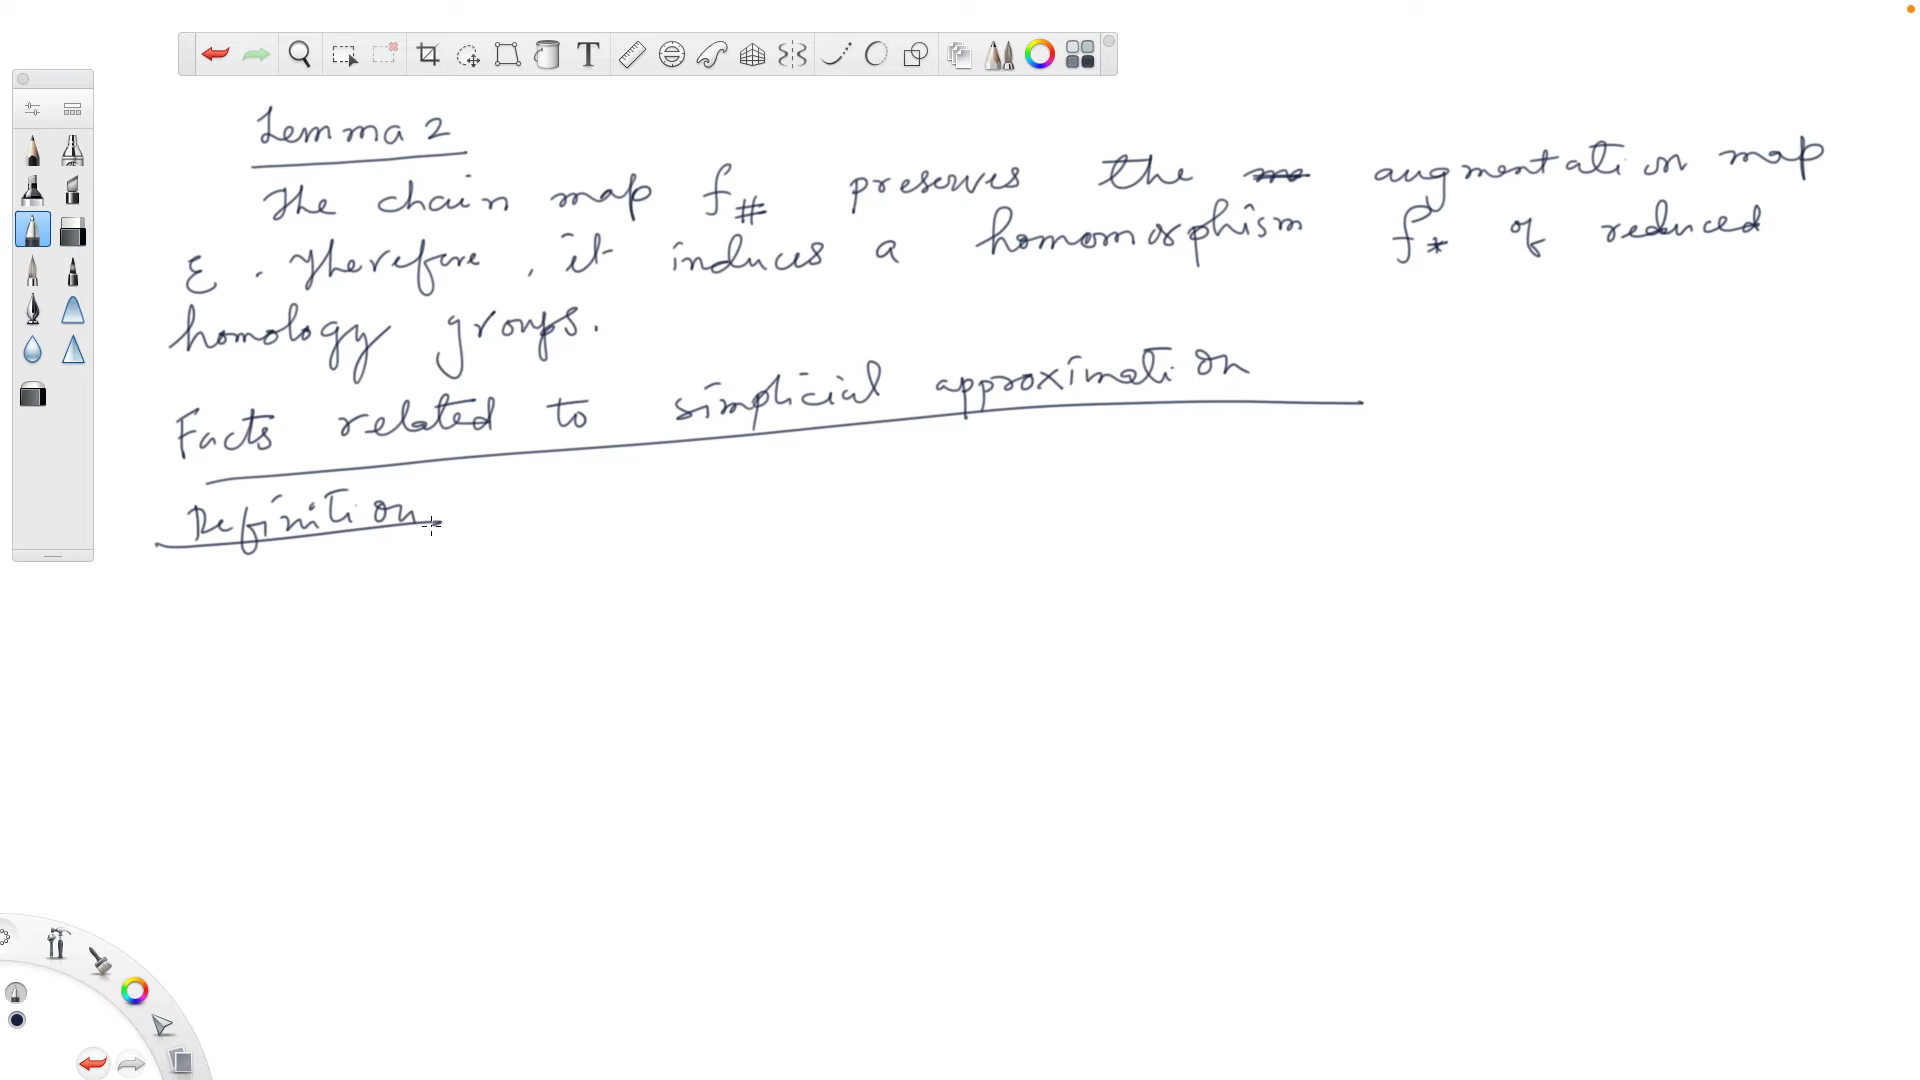 Lemma 2
The chain map f# preserves the augmentation map
ε. Therefore, it induces a homomorphism f* of reduced
homology groups.
Facts related to simplicial approximation
Definition